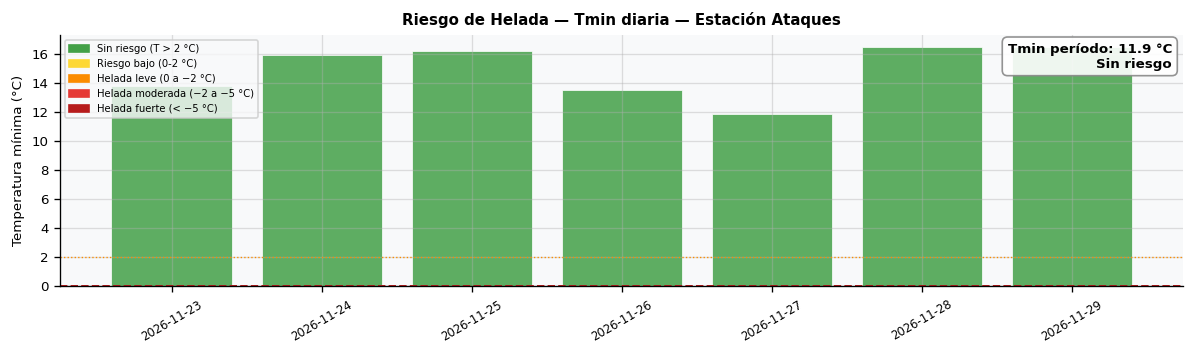 Riesgo de Helada — Tmin diaria — Estación Ataques
Temperatura mínima (°C)
16
14
12
10
8
6
4
2
0
Sin riesgo (T > 2 °C)
Riesgo bajo (0-2 °C)
Helada leve (0 a −2 °C)
Helada moderada (−2 a −5 °C)
Helada fuerte (< −5 °C)
Tmin período: 11.9 °C
Sin riesgo
2026-11-23
2026-11-24
2026-11-25
2026-11-26
2026-11-27
2026-11-28
2026-11-29